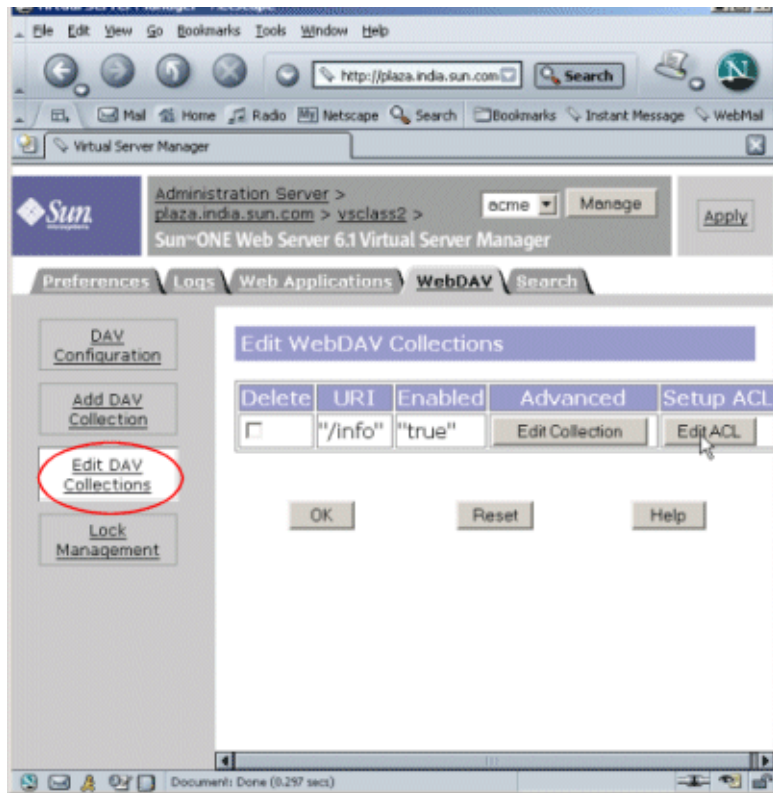 File Edit View Go Bookmarks Tools Window Help
http://plaza.india.sun.com Search
Mail Home Radio My Netscape Search Bookmarks Instant Message WebMail
Virtual Server Manager
Sun
Administration Server >
plaza.india.sun.com > vsclass2 >
acme Manage
Apply
Sun ONE Web Server 6.1 Virtual Server Manager
Preferences Logs Web Applications WebDAV Search
DAV
Configuration
Add DAV
Collection
Edit DAV
Collections
Lock
Management
Edit WebDAV Collections
Delete URI Enabled Advanced Setup ACL
"/info" "true" Edit Collection Edit ACL
OK Reset Help
Document: Done (0.297 secs)